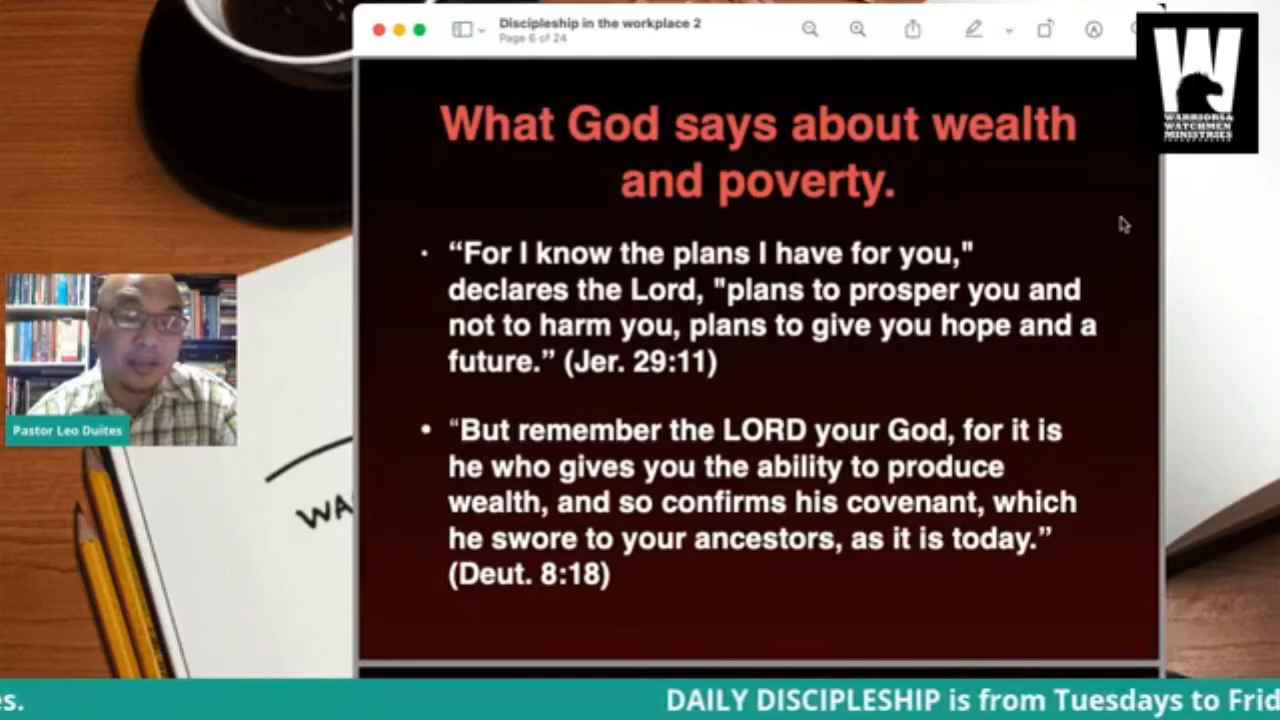 Discipleship in the workplace 2
Page 6 of 24
W
WARRIORS&
WATCHMEN
MINISTRIES
What God says about wealth
and poverty.
· “For I know the plans I have for you,"
declares the Lord, "plans to prosper you and
not to harm you, plans to give you hope and a
future.” (Jer. 29:11)
• “But remember the LORD your God, for it is
he who gives you the ability to produce
wealth, and so confirms his covenant, which
he swore to your ancestors, as it is today.”
(Deut. 8:18)
Pastor Leo Duites
WA
es. DAILY DISCIPLESHIP is from Tuesdays to Frid